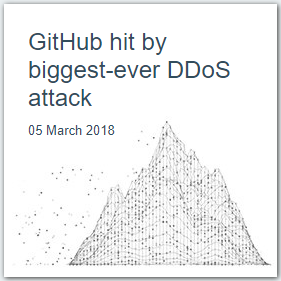 GitHub hit by
biggest-ever DDoS
attack
05 March 2018